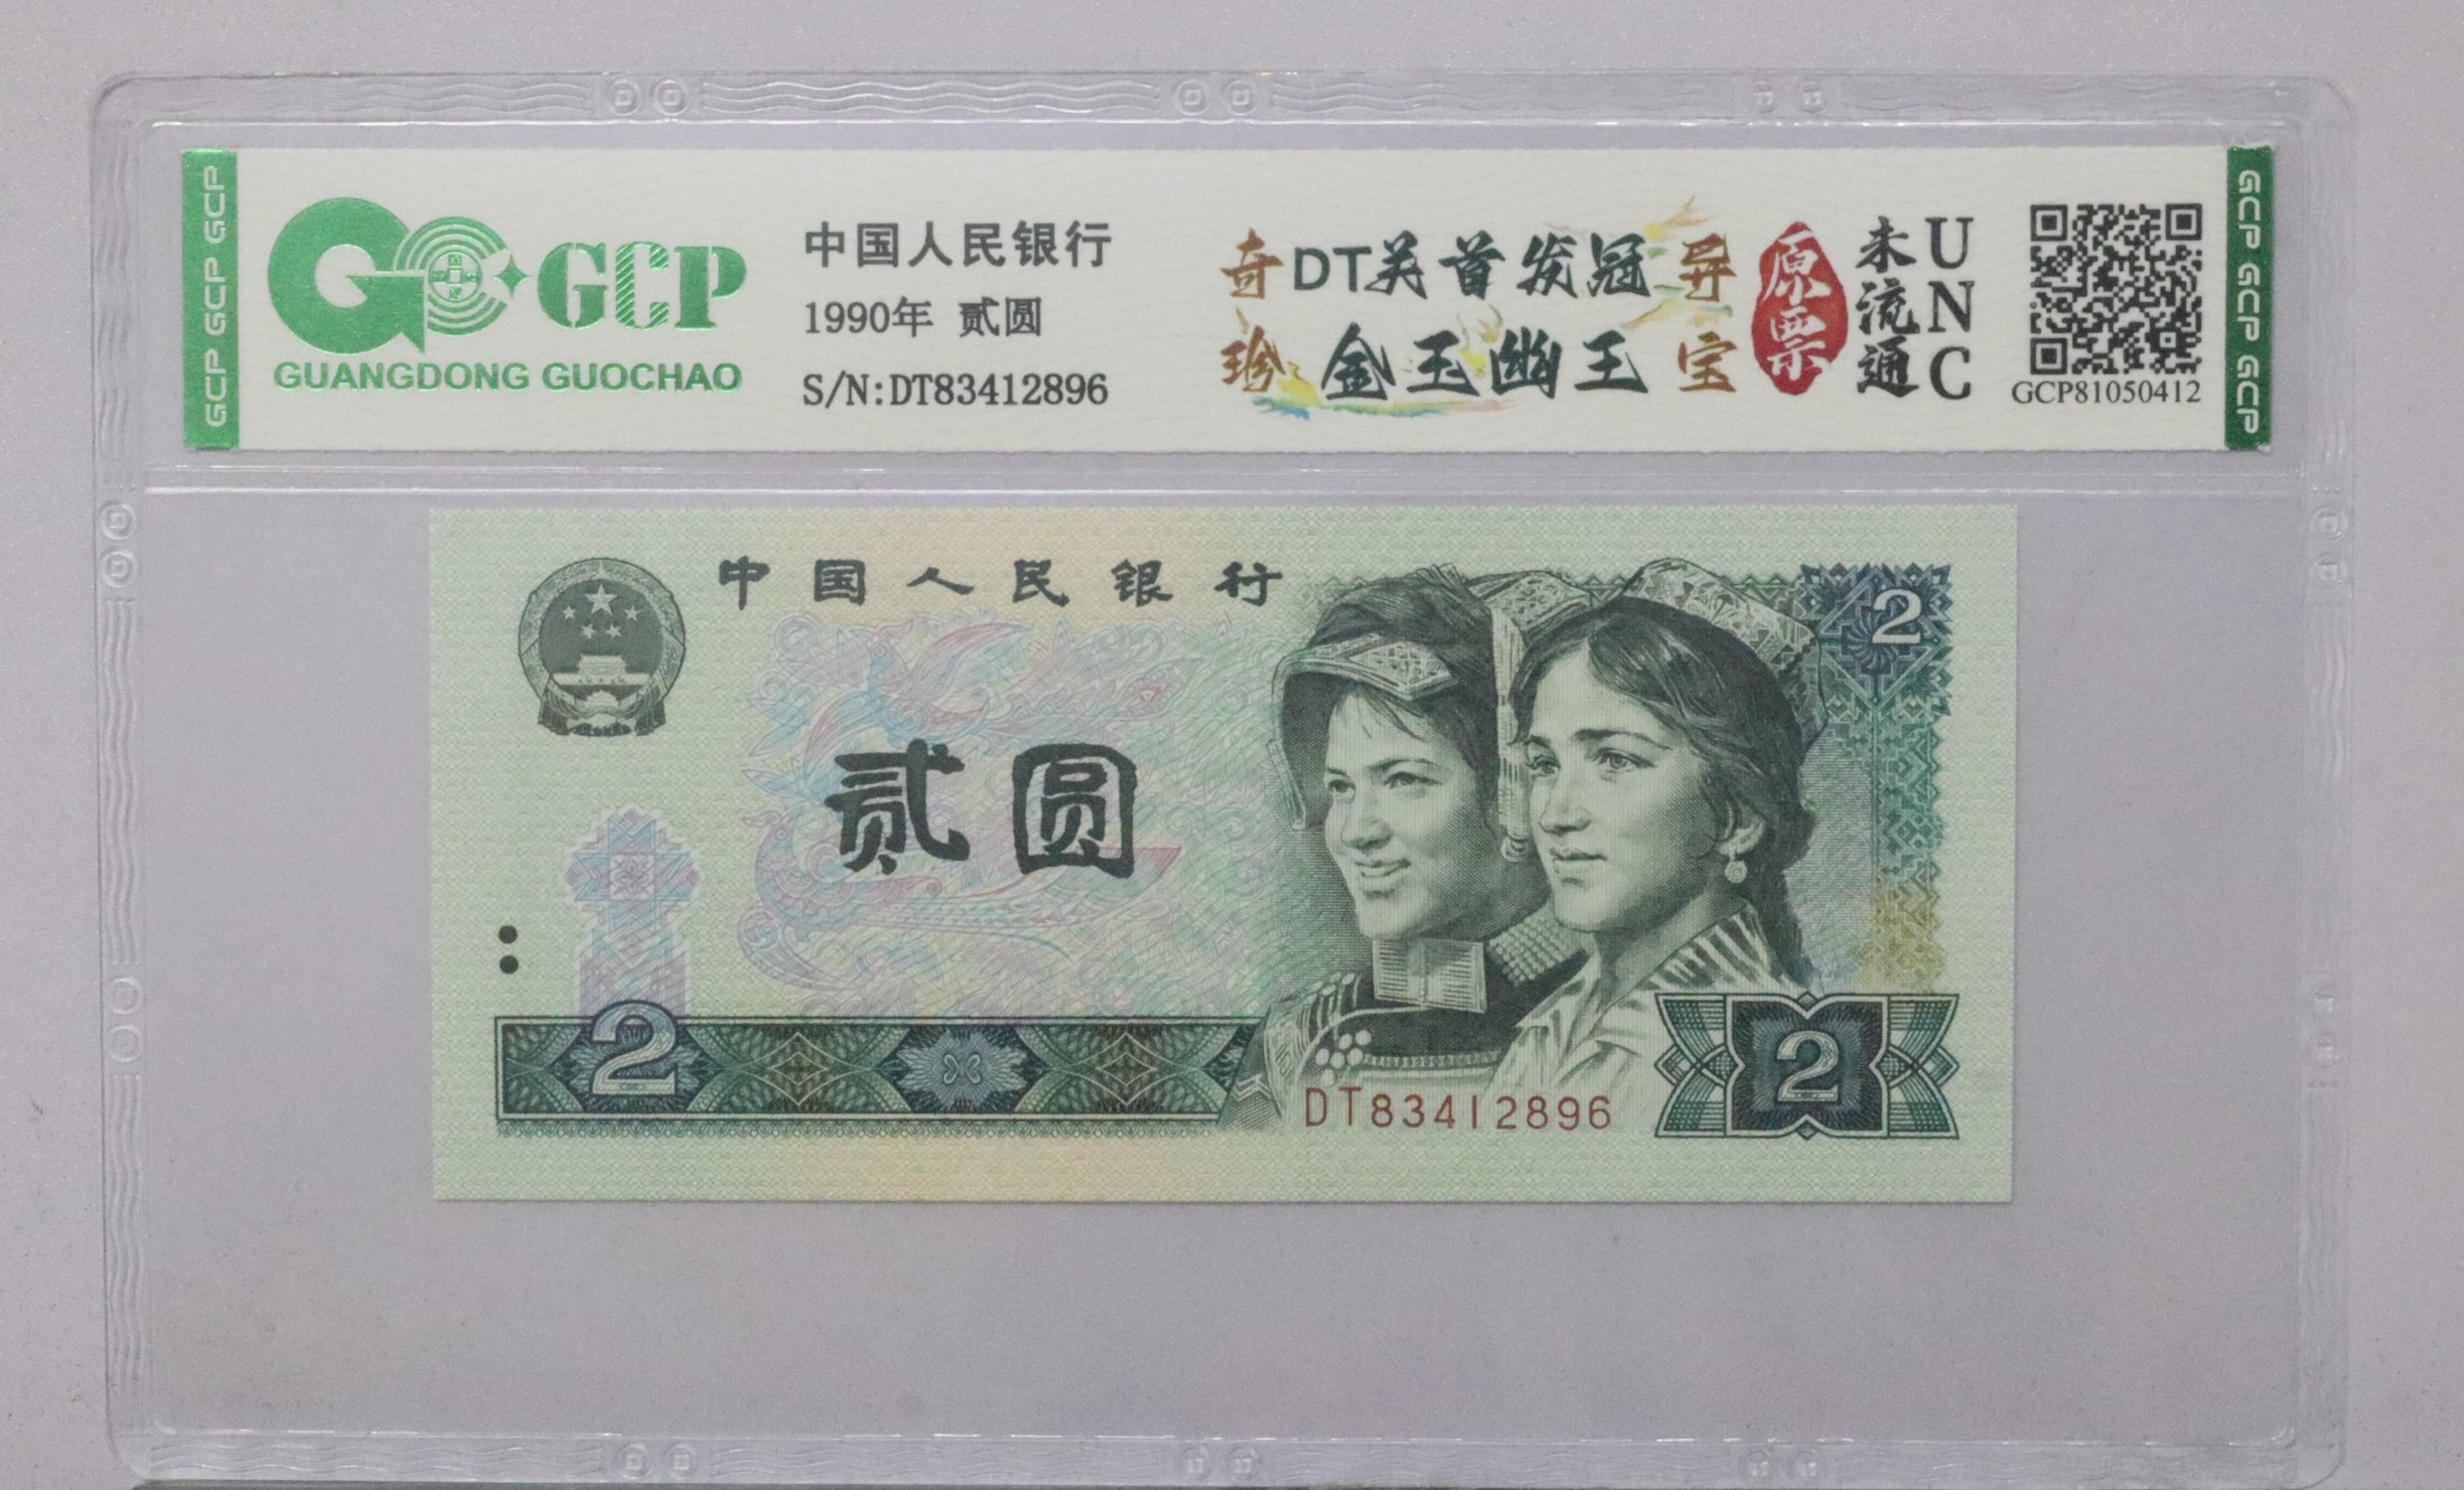 GCP GCP GCP
GCP
GUANGDONG GUOCHAO
中国人民银行
1990年 贰圆
S/N:DT83412896
奇 DT关首发冠 异
珍 金玉幽王 宝
原票
未流通
UNC
GCP81050412
GCP GCP GCP
中国人民银行
2
贰圆
2
2
DT83412896